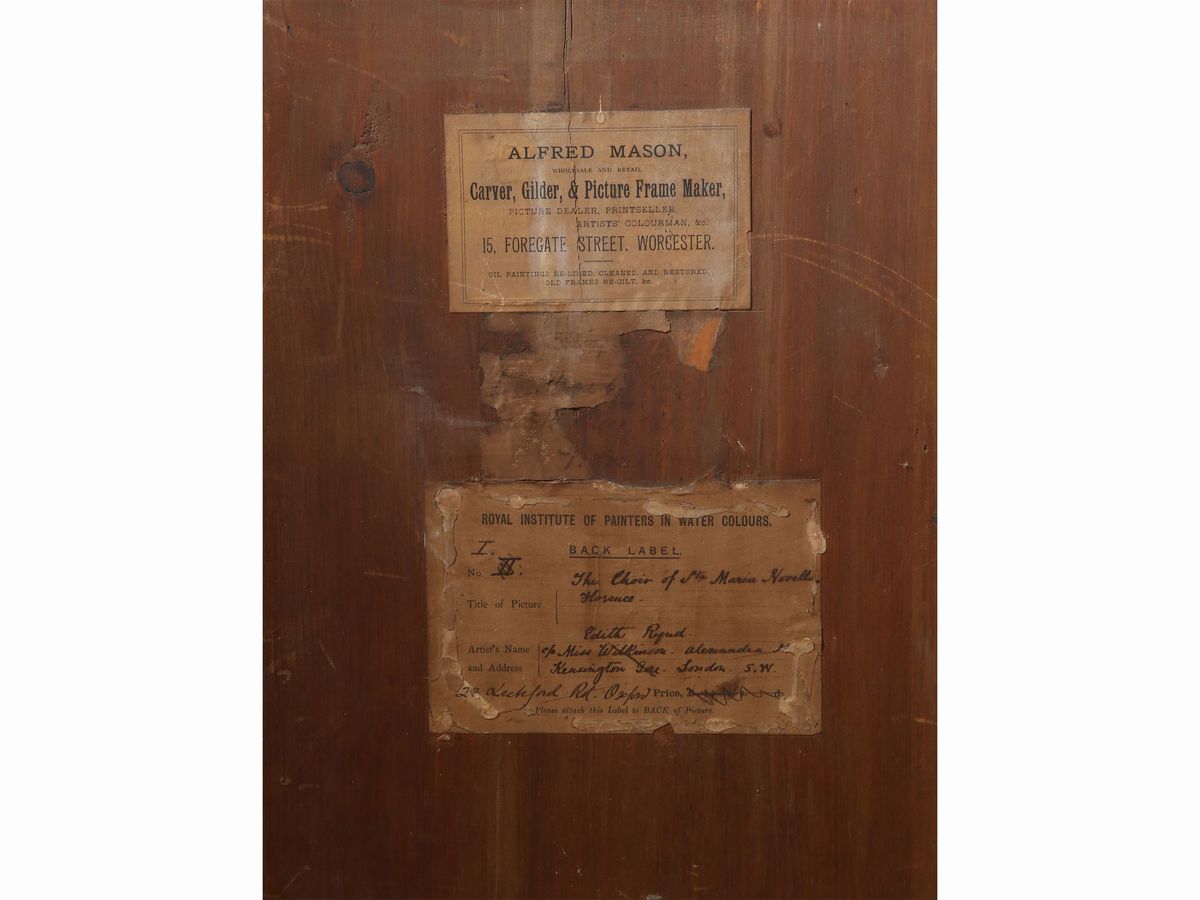 ALFRED MASON,
WHOLESALE AND RETAIL
Carver, Gilder, & Picture Frame Maker,
PICTURE DEALER, PRINTSELLER,
ARTISTS' COLOURMAN, &c.
15, FOREGATE STREET, WORCESTER.
OIL PAINTINGS RE-LINED, CLEANED, AND RESTORED,
OLD FRAMES RE-GILT, &c.
ROYAL INSTITUTE OF PAINTERS IN WATER COLOURS.
I. BACK LABEL.
No. II. The Choir of Sta Maria Novella
Title of Picture Florence.
Edith Rynd.
Artist's Name c/o Miss Wilkinson. Alexandra
and Address Kensington Gore. London. S.W.
Leckford Rd. Oxford Price,
Please attach this Label to BACK of Picture.